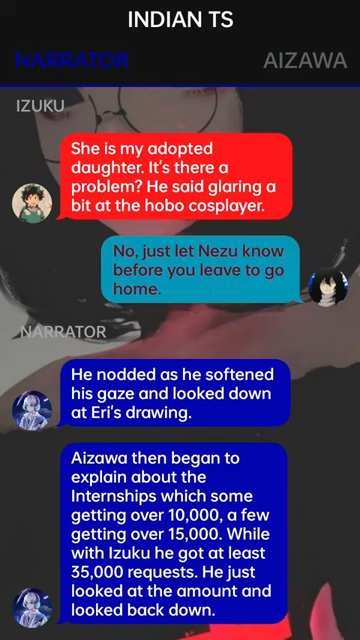 INDIAN TS
NARRATOR
AIZAWA
IZUKU
She is my adopted
daughter. It's there a
problem? He said glaring a
bit at the hobo cosplayer.
No, just let Nezu know
before you leave to go
home.
NARRATOR
He nodded as he softened
his gaze and looked down
at Eri's drawing.
Aizawa then began to
explain about the
Internships which some
getting over 10,000, a few
getting over 15,000. While
with Izuku he got at least
35,000 requests. He just
looked at the amount and
looked back down.